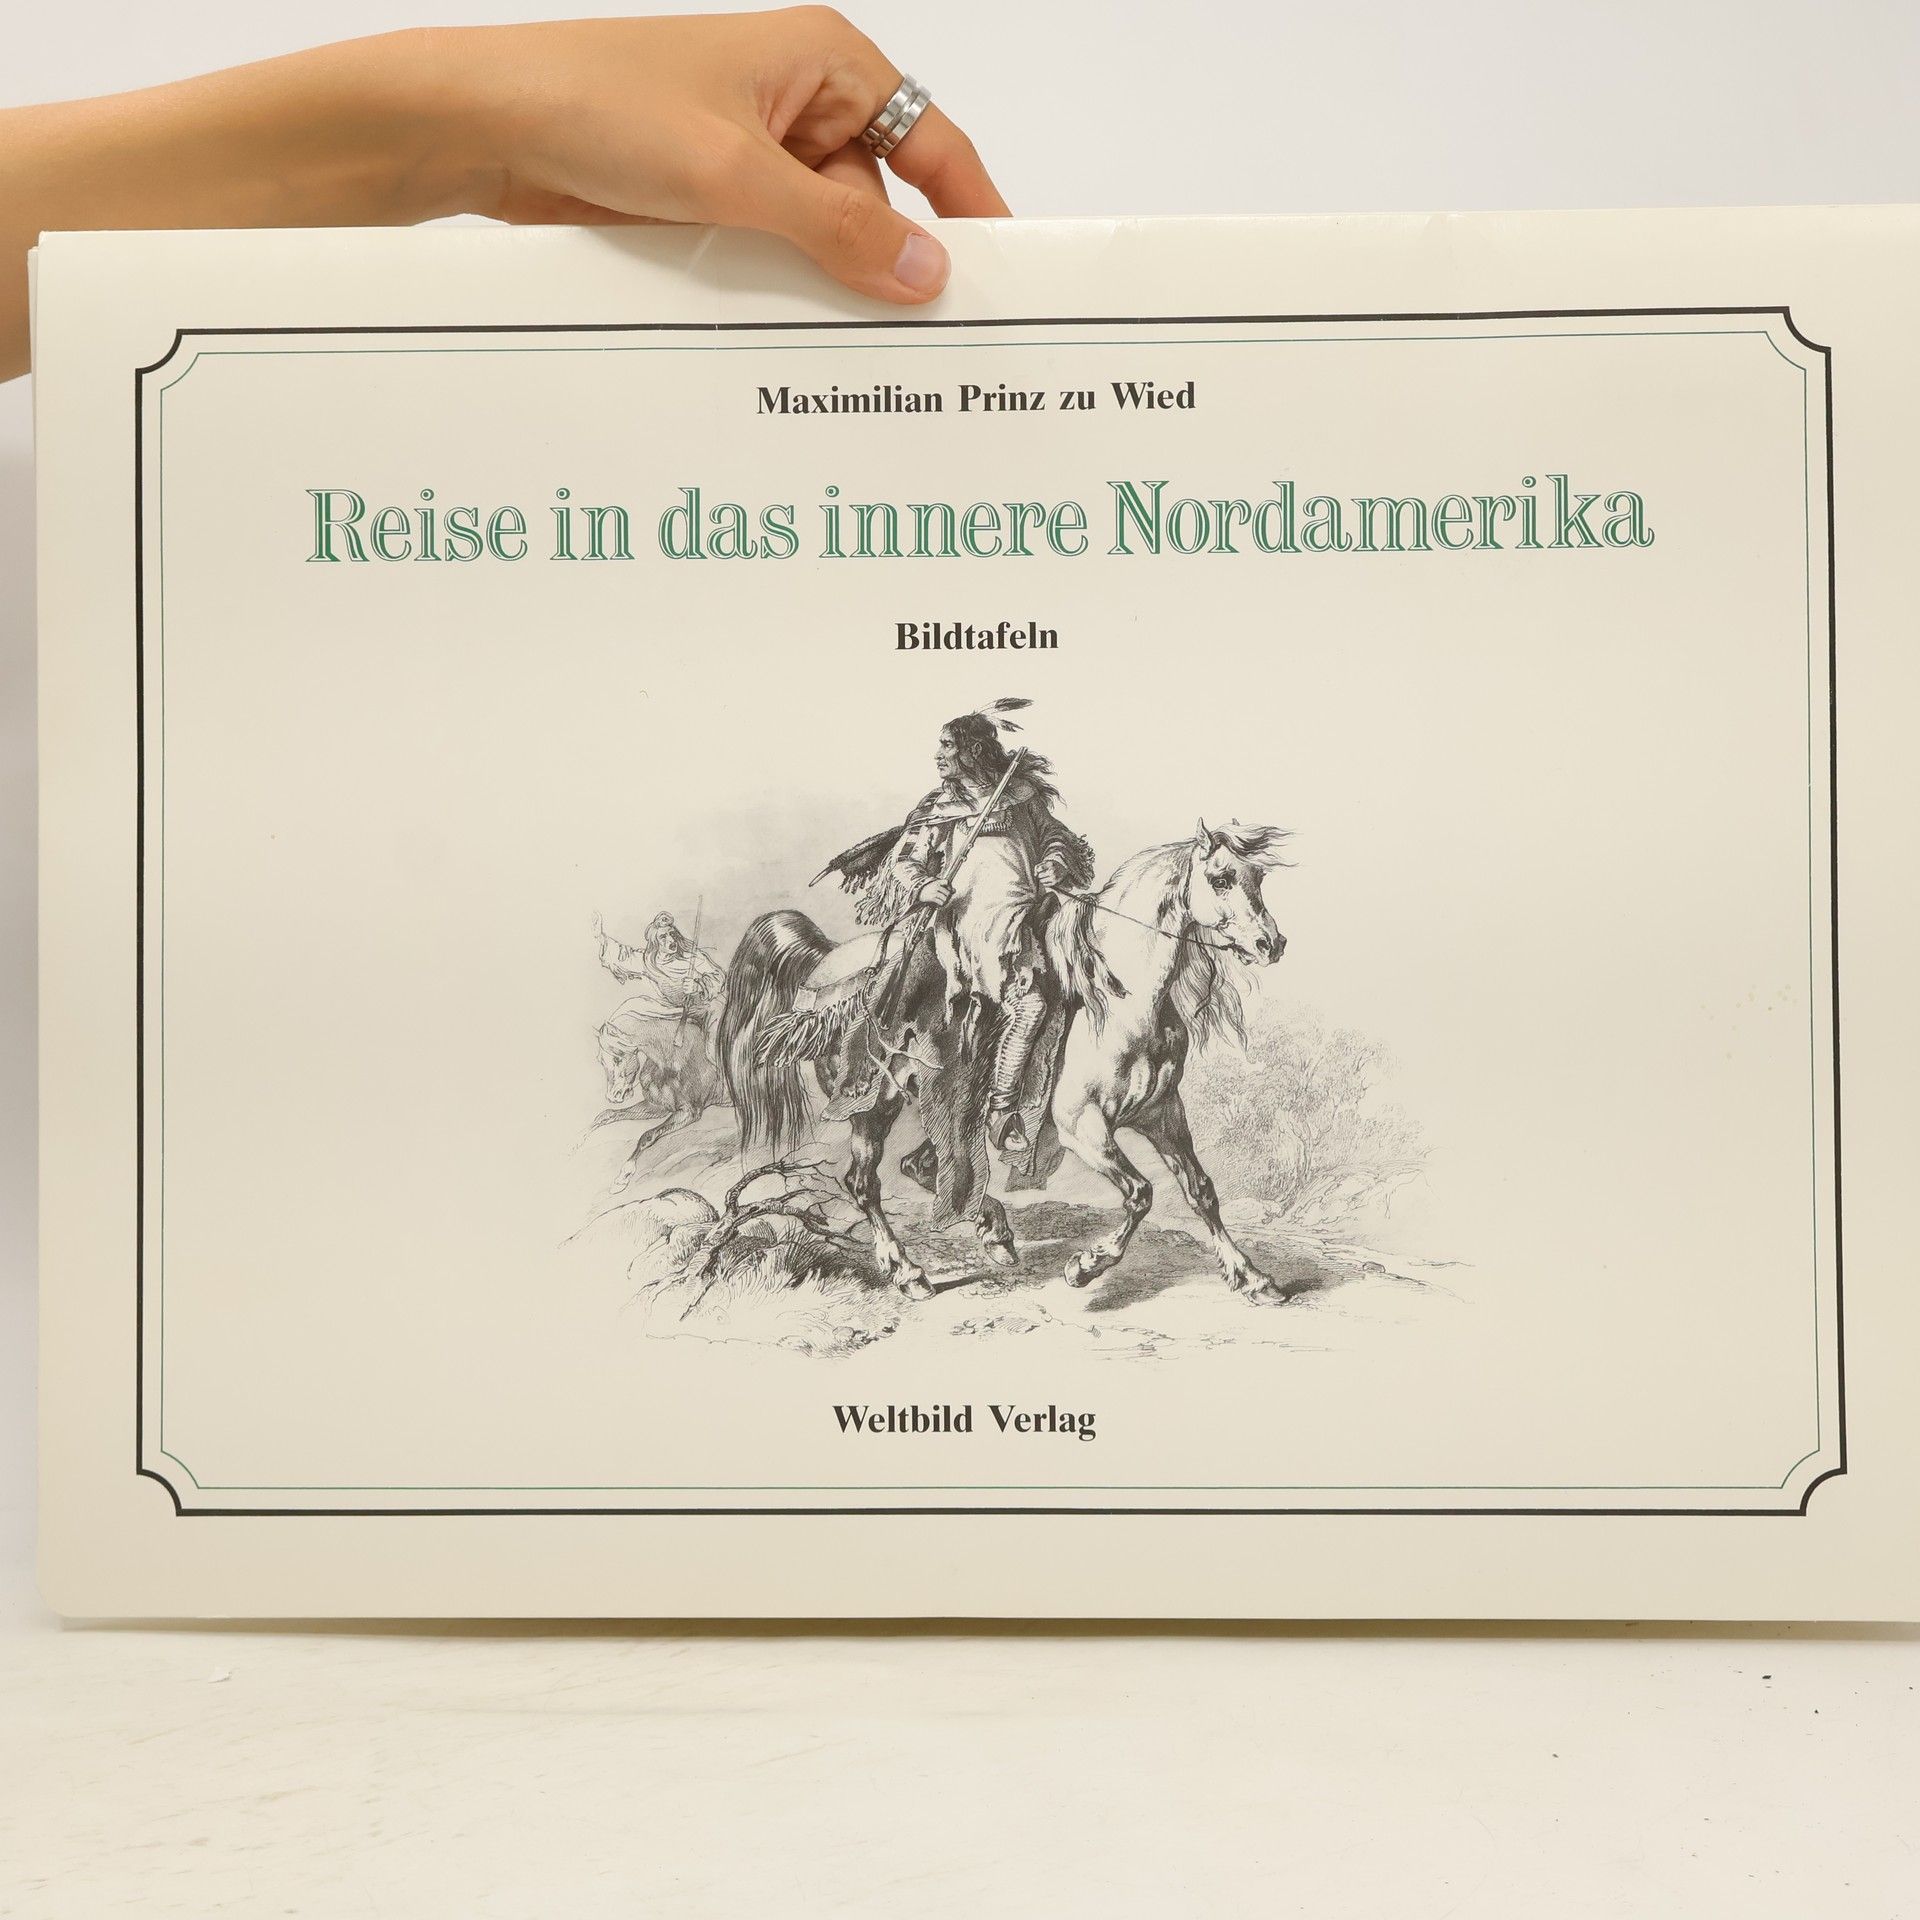 Maximilian Prinz zu Wied
Reise in das innere Nordamerika
Bildtafeln
Weltbild Verlag